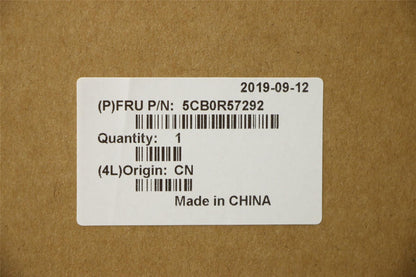 2019-09-12
(P)FRU P/N: 5CB0R57292
Quantity: 1
(4L)Origin: CN
Made in CHINA